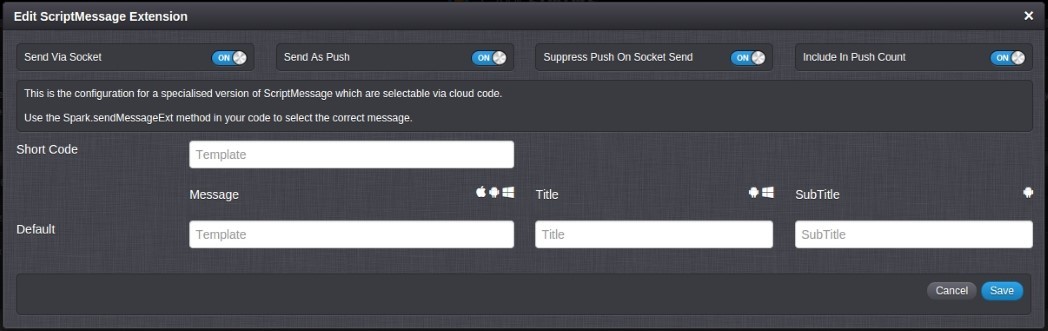 Edit ScriptMessage Extension
Send Via Socket ON Send As Push ON Suppress Push On Socket Send ON Include In Push Count ON
This is the configuration for a specialised version of ScriptMessage which are selectable via cloud code.
Use the Spark.sendMessageExt method in your code to select the correct message.
Short Code Template
Message Title SubTitle
Default Template Title SubTitle
Cancel Save